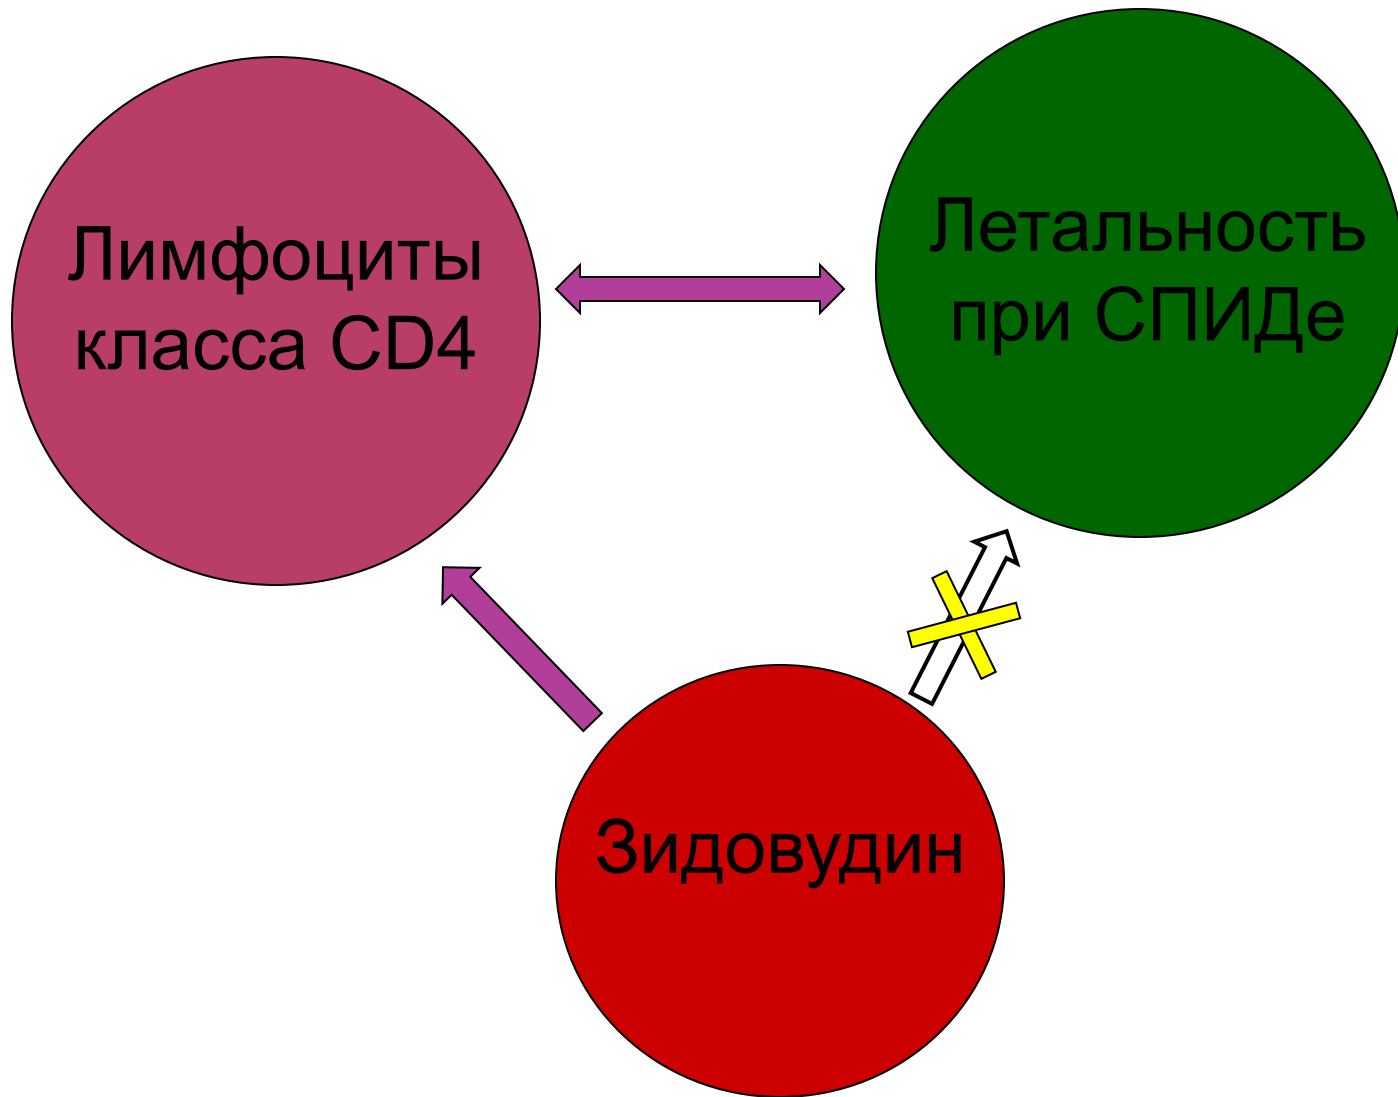 Лимфоциты
класса CD4
Летальность
при СПИДе
Зидовудин